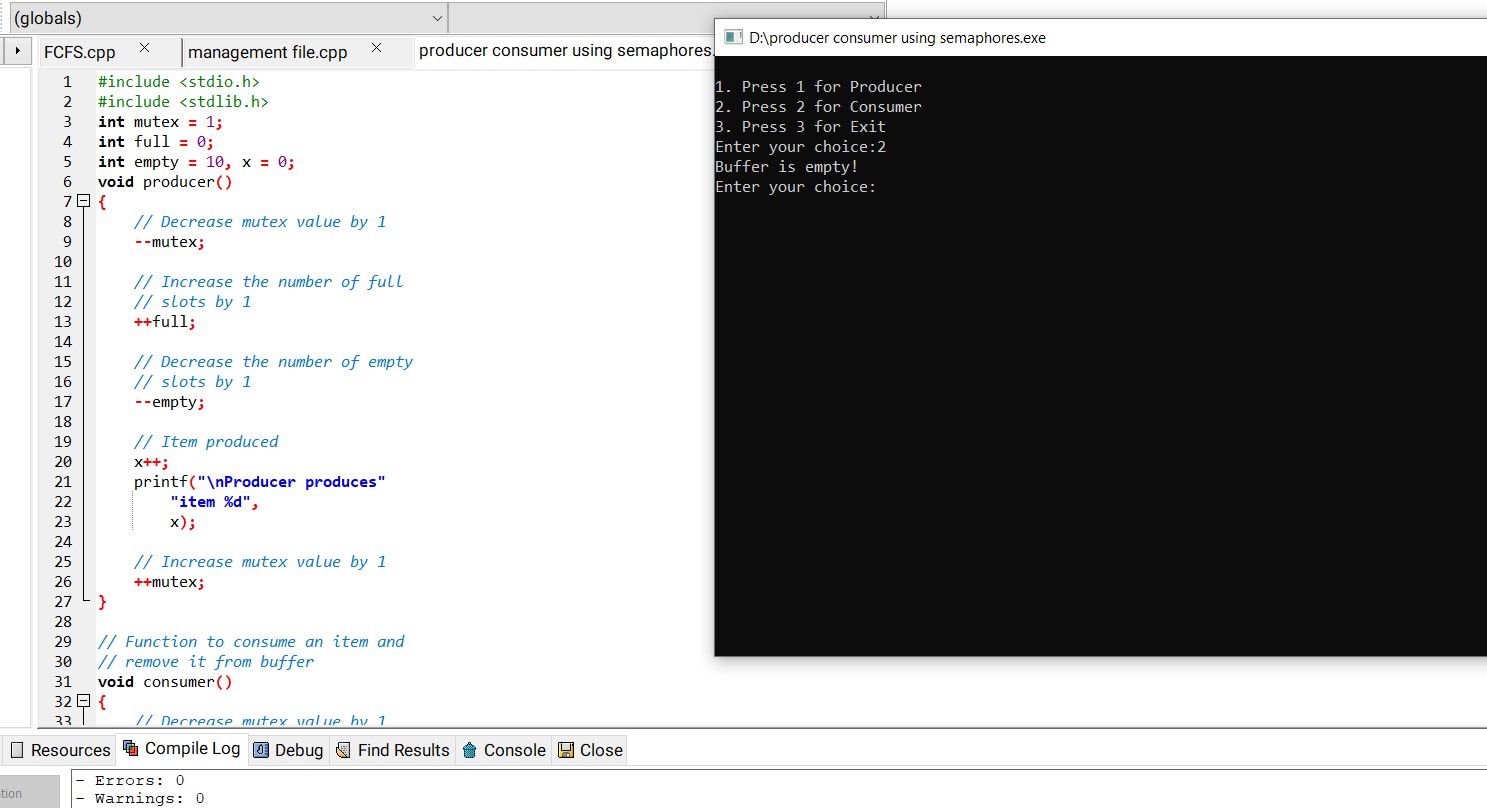 (globals)
FCFS.cpp
management file.cpp
producer consumer using semaphores.
1 #include <stdio.h>
2 #include <stdlib.h>
3 int mutex = 1;
4 int full = 0;
5 int empty = 10, x = 0;
6 void producer()
7 {
8 // Decrease mutex value by 1
9 --mutex;
10
11 // Increase the number of full
12 // slots by 1
13 ++full;
14
15 // Decrease the number of empty
16 // slots by 1
17 --empty;
18
19 // Item produced
20 x++;
21 printf("\nProducer produces"
22 "item %d",
23 x);
24
25 // Increase mutex value by 1
26 ++mutex;
27 }
28
29 // Function to consume an item and
30 // remove it from buffer
31 void consumer()
32 {
33 // Decrease mutex value by 1
D:\producer consumer using semaphores.exe
1. Press 1 for Producer
2. Press 2 for Consumer
3. Press 3 for Exit
Enter your choice:2
Buffer is empty!
Enter your choice:
Resources
Compile Log
Debug
Find Results
Console
Close
tion
- Errors: 0
- Warnings: 0